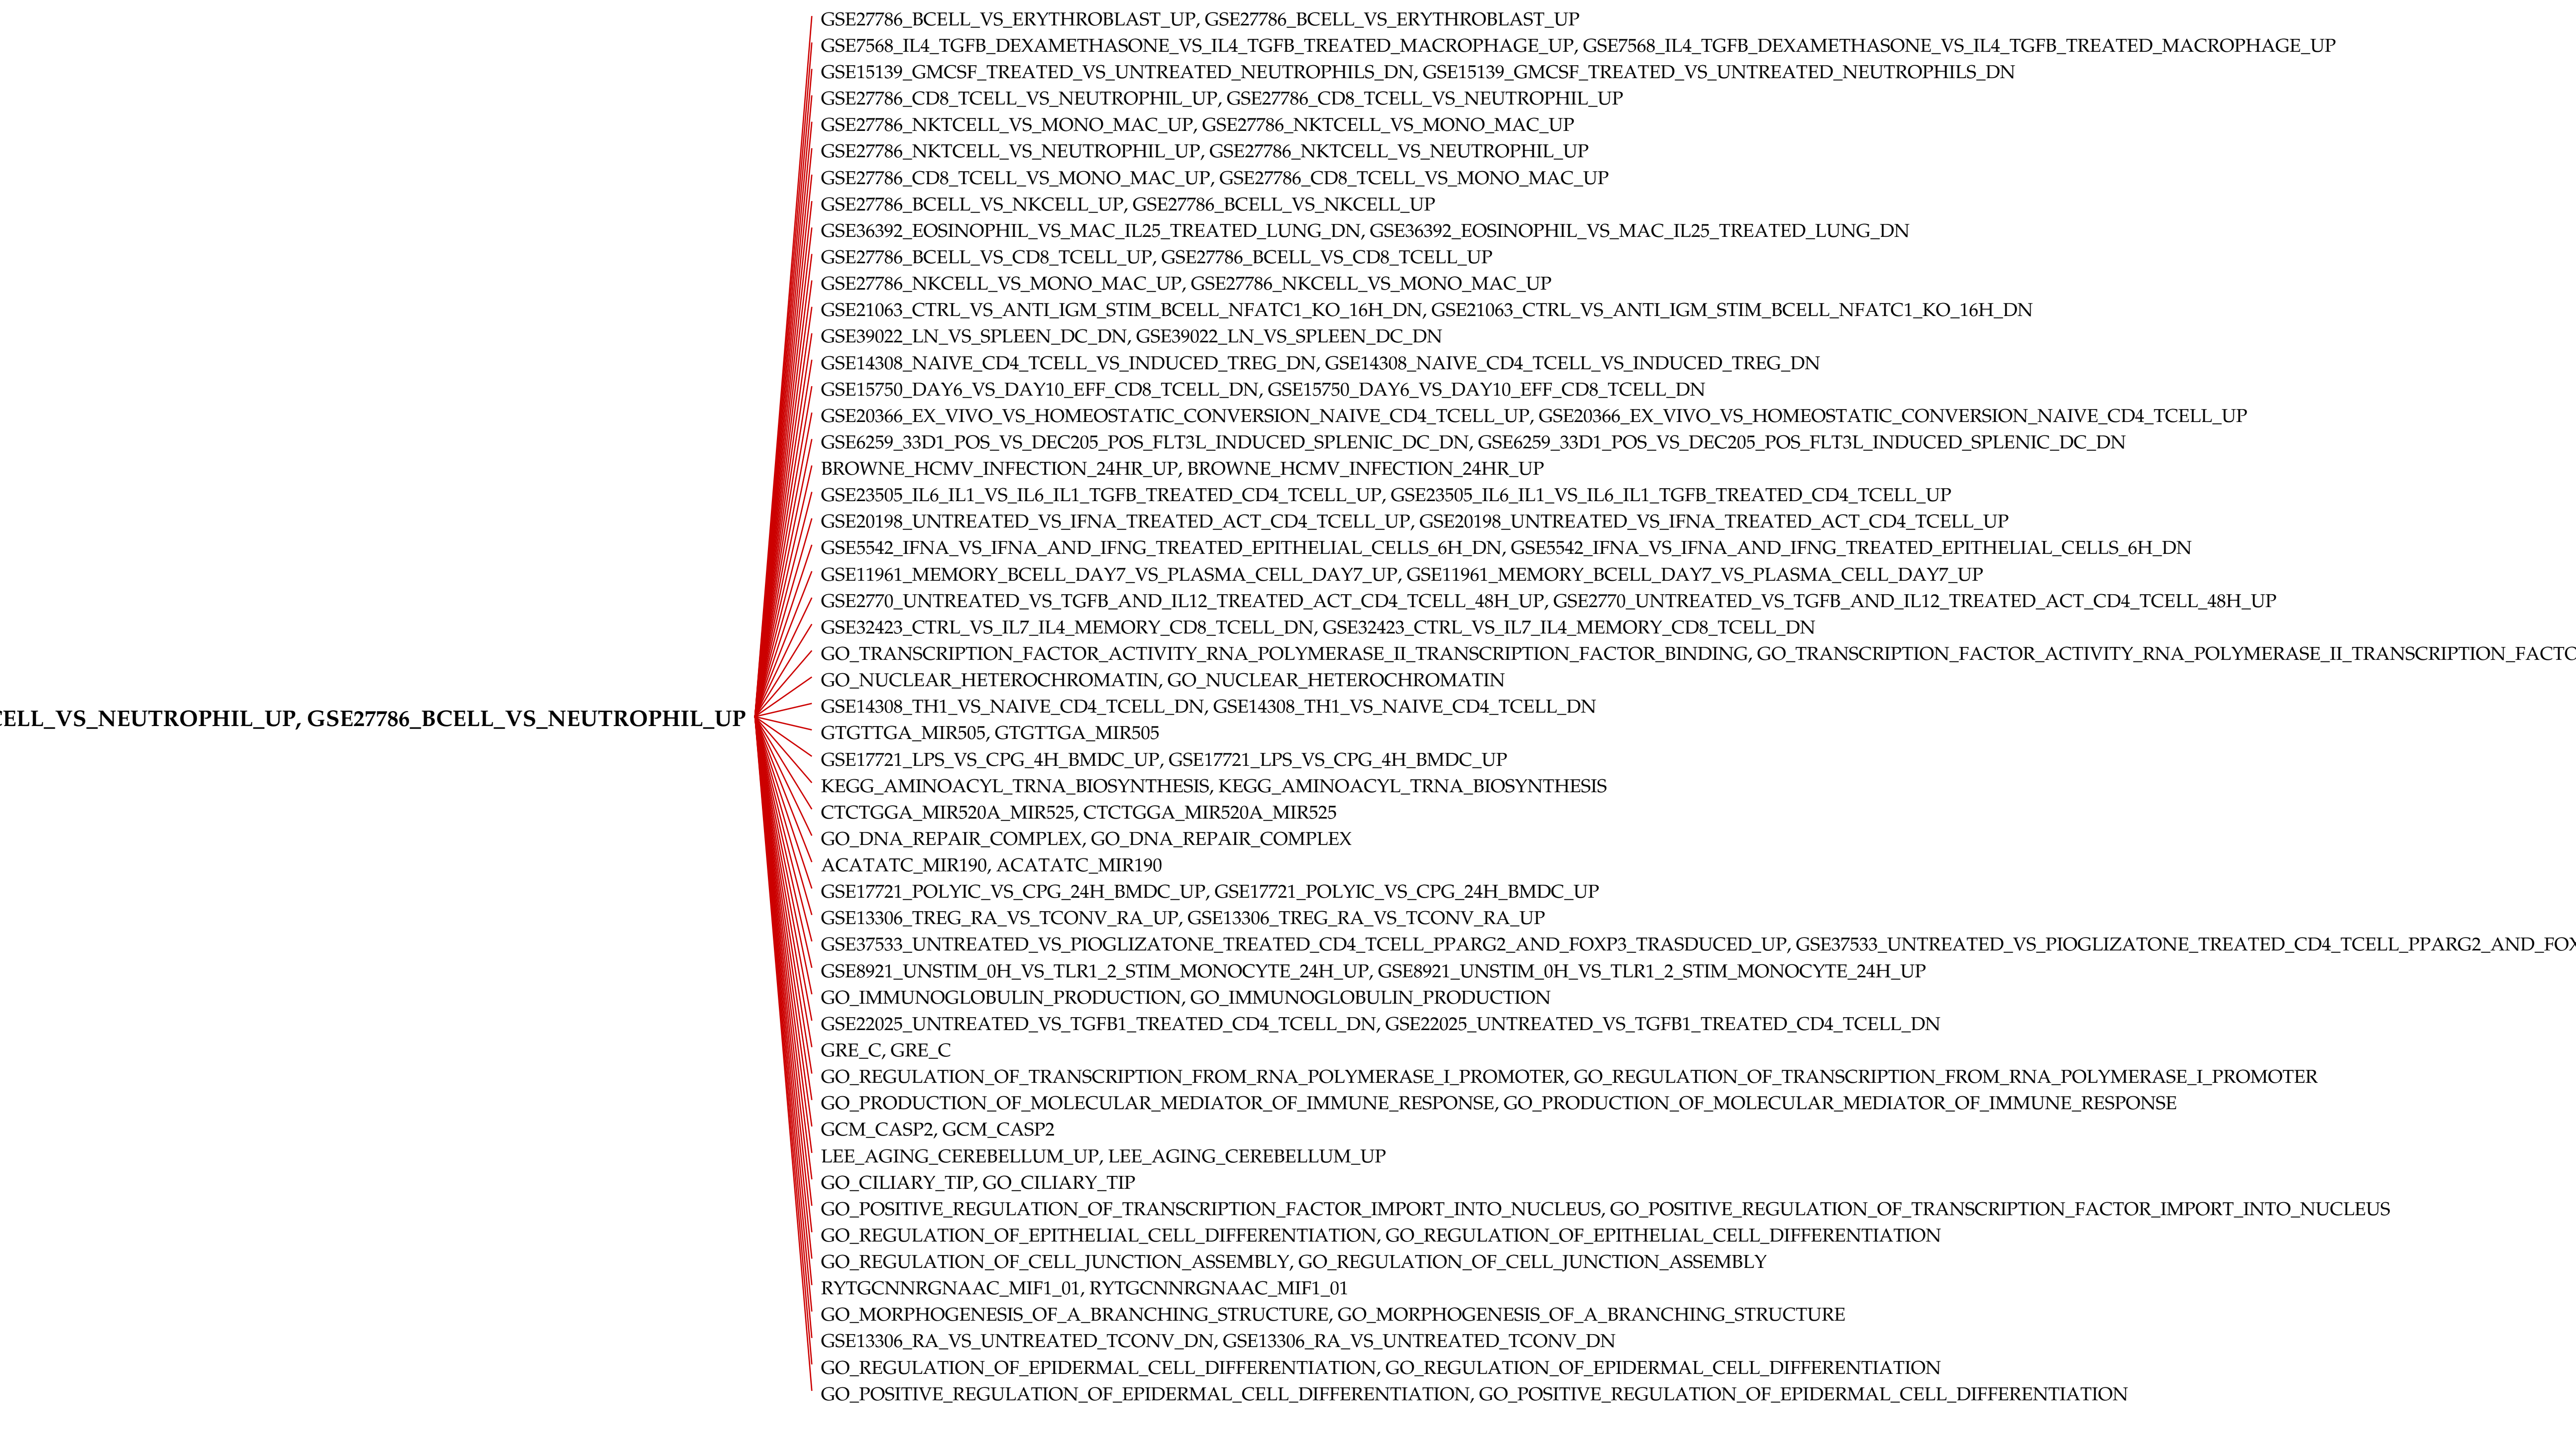 GSE27786_BCELL_VS_ERYTHROBLAST_UP, GSE27786_BCELL_VS_ERYTHROBLAST_UP
GSE7568_IL4_TGFB_DEXAMETHASONE_VS_IL4_TGFB_TREATED_MACROPHAGE_UP, GSE7568_IL4_TGFB_DEXAMETHASONE_VS_IL4_TGFB_TREATED_MACROPHAGE_UP
GSE15139_GMCSF_TREATED_VS_UNTREATED_NEUTROPHILS_DN, GSE15139_GMCSF_TREATED_VS_UNTREATED_NEUTROPHILS_DN
GSE27786_CD8_TCELL_VS_NEUTROPHIL_UP, GSE27786_CD8_TCELL_VS_NEUTROPHIL_UP
GSE27786_NKTCELL_VS_MONO_MAC_UP, GSE27786_NKTCELL_VS_MONO_MAC_UP
GSE27786_NKTCELL_VS_NEUTROPHIL_UP, GSE27786_NKTCELL_VS_NEUTROPHIL_UP
GSE27786_CD8_TCELL_VS_MONO_MAC_UP, GSE27786_CD8_TCELL_VS_MONO_MAC_UP
GSE27786_BCELL_VS_NKCELL_UP, GSE27786_BCELL_VS_NKCELL_UP
GSE36392_EOSINOPHIL_VS_MAC_IL25_TREATED_LUNG_DN, GSE36392_EOSINOPHIL_VS_MAC_IL25_TREATED_LUNG_DN
GSE27786_BCELL_VS_CD8_TCELL_UP, GSE27786_BCELL_VS_CD8_TCELL_UP
GSE27786_NKCELL_VS_MONO_MAC_UP, GSE27786_NKCELL_VS_MONO_MAC_UP
GSE21063_CTRL_VS_ANTI_IGM_STIM_BCELL_NFATC1_KO_16H_DN, GSE21063_CTRL_VS_ANTI_IGM_STIM_BCELL_NFATC1_KO_16H_DN
GSE39022_LN_VS_SPLEEN_DC_DN, GSE39022_LN_VS_SPLEEN_DC_DN
GSE14308_NAIVE_CD4_TCELL_VS_INDUCED_TREG_DN, GSE14308_NAIVE_CD4_TCELL_VS_INDUCED_TREG_DN
GSE15750_DAY6_VS_DAY10_EFF_CD8_TCELL_DN, GSE15750_DAY6_VS_DAY10_EFF_CD8_TCELL_DN
GSE20366_EX_VIVO_VS_HOMEOSTATIC_CONVERSION_NAIVE_CD4_TCELL_UP, GSE20366_EX_VIVO_VS_HOMEOSTATIC_CONVERSION_NAIVE_CD4_TCELL_UP
GSE6259_33D1_POS_VS_DEC205_POS_FLT3L_INDUCED_SPLENIC_DC_DN, GSE6259_33D1_POS_VS_DEC205_POS_FLT3L_INDUCED_SPLENIC_DC_DN
BROWNE_HCMV_INFECTION_24HR_UP, BROWNE_HCMV_INFECTION_24HR_UP
GSE23505_IL6_IL1_VS_IL6_IL1_TGFB_TREATED_CD4_TCELL_UP, GSE23505_IL6_IL1_VS_IL6_IL1_TGFB_TREATED_CD4_TCELL_UP
GSE20198_UNTREATED_VS_IFNA_TREATED_ACT_CD4_TCELL_UP, GSE20198_UNTREATED_VS_IFNA_TREATED_ACT_CD4_TCELL_UP
GSE5542_IFNA_VS_IFNA_AND_IFNG_TREATED_EPITHELIAL_CELLS_6H_DN, GSE5542_IFNA_VS_IFNA_AND_IFNG_TREATED_EPITHELIAL_CELLS_6H_DN
GSE11961_MEMORY_BCELL_DAY7_VS_PLASMA_CELL_DAY7_UP, GSE11961_MEMORY_BCELL_DAY7_VS_PLASMA_CELL_DAY7_UP
GSE2770_UNTREATED_VS_TGFB_AND_IL12_TREATED_ACT_CD4_TCELL_48H_UP, GSE2770_UNTREATED_VS_TGFB_AND_IL12_TREATED_ACT_CD4_TCELL_48H_UP
GSE32423_CTRL_VS_IL7_IL4_MEMORY_CD8_TCELL_DN, GSE32423_CTRL_VS_IL7_IL4_MEMORY_CD8_TCELL_DN
GO_TRANSCRIPTION_FACTOR_ACTIVITY_RNA_POLYMERASE_II_TRANSCRIPTION_FACTOR_BINDING, GO_TRANSCRIPTION_FACTOR_ACTIVITY_RNA_POLYMERASE_II_TRANSCRIPTION_FACTO
GO_NUCLEAR_HETEROCHROMATIN, GO_NUCLEAR_HETEROCHROMATIN
GSE14308_TH1_VS_NAIVE_CD4_TCELL_DN, GSE14308_TH1_VS_NAIVE_CD4_TCELL_DN
CELL_VS_NEUTROPHIL_UP, GSE27786_BCELL_VS_NEUTROPHIL_UP
GTGTTGA_MIR505, GTGTTGA_MIR505
GSE17721_LPS_VS_CPG_4H_BMDC_UP, GSE17721_LPS_VS_CPG_4H_BMDC_UP
KEGG_AMINOACYL_TRNA_BIOSYNTHESIS, KEGG_AMINOACYL_TRNA_BIOSYNTHESIS
CTCTGGA_MIR520A_MIR525, CTCTGGA_MIR520A_MIR525
GO_DNA_REPAIR_COMPLEX, GO_DNA_REPAIR_COMPLEX
ACATATC_MIR190, ACATATC_MIR190
GSE17721_POLYIC_VS_CPG_24H_BMDC_UP, GSE17721_POLYIC_VS_CPG_24H_BMDC_UP
GSE13306_TREG_RA_VS_TCONV_RA_UP, GSE13306_TREG_RA_VS_TCONV_RA_UP
GSE37533_UNTREATED_VS_PIOGLIZATONE_TREATED_CD4_TCELL_PPARG2_AND_FOXP3_TRASDUCED_UP, GSE37533_UNTREATED_VS_PIOGLIZATONE_TREATED_CD4_TCELL_PPARG2_AND_FOX
GSE8921_UNSTIM_0H_VS_TLR1_2_STIM_MONOCYTE_24H_UP, GSE8921_UNSTIM_0H_VS_TLR1_2_STIM_MONOCYTE_24H_UP
GO_IMMUNOGLOBULIN_PRODUCTION, GO_IMMUNOGLOBULIN_PRODUCTION
GSE22025_UNTREATED_VS_TGFB1_TREATED_CD4_TCELL_DN, GSE22025_UNTREATED_VS_TGFB1_TREATED_CD4_TCELL_DN
GRE_C, GRE_C
GO_REGULATION_OF_TRANSCRIPTION_FROM_RNA_POLYMERASE_I_PROMOTER, GO_REGULATION_OF_TRANSCRIPTION_FROM_RNA_POLYMERASE_I_PROMOTER
GO_PRODUCTION_OF_MOLECULAR_MEDIATOR_OF_IMMUNE_RESPONSE, GO_PRODUCTION_OF_MOLECULAR_MEDIATOR_OF_IMMUNE_RESPONSE
GCM_CASP2, GCM_CASP2
LEE_AGING_CEREBELLUM_UP, LEE_AGING_CEREBELLUM_UP
GO_CILIARY_TIP, GO_CILIARY_TIP
GO_POSITIVE_REGULATION_OF_TRANSCRIPTION_FACTOR_IMPORT_INTO_NUCLEUS, GO_POSITIVE_REGULATION_OF_TRANSCRIPTION_FACTOR_IMPORT_INTO_NUCLEUS
GO_REGULATION_OF_EPITHELIAL_CELL_DIFFERENTIATION, GO_REGULATION_OF_EPITHELIAL_CELL_DIFFERENTIATION
GO_REGULATION_OF_CELL_JUNCTION_ASSEMBLY, GO_REGULATION_OF_CELL_JUNCTION_ASSEMBLY
RYTGCNNRGNAAC_MIF1_01, RYTGCNNRGNAAC_MIF1_01
GO_MORPHOGENESIS_OF_A_BRANCHING_STRUCTURE, GO_MORPHOGENESIS_OF_A_BRANCHING_STRUCTURE
GSE13306_RA_VS_UNTREATED_TCONV_DN, GSE13306_RA_VS_UNTREATED_TCONV_DN
GO_REGULATION_OF_EPIDERMAL_CELL_DIFFERENTIATION, GO_REGULATION_OF_EPIDERMAL_CELL_DIFFERENTIATION
GO_POSITIVE_REGULATION_OF_EPIDERMAL_CELL_DIFFERENTIATION, GO_POSITIVE_REGULATION_OF_EPIDERMAL_CELL_DIFFERENTIATION